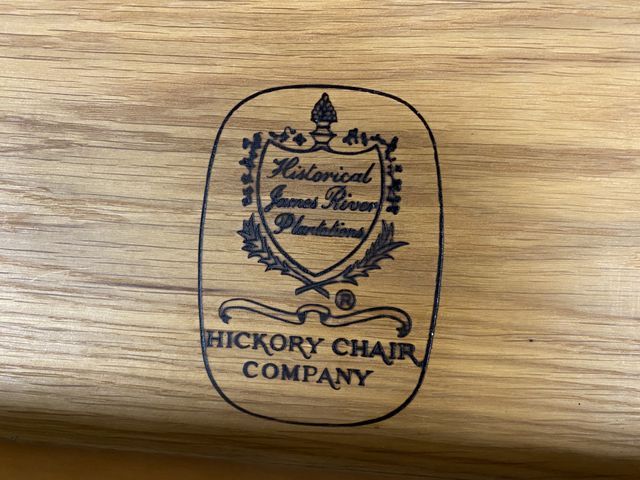 Historical
James River
Plantations
®
HICKORY CHAIR
COMPANY